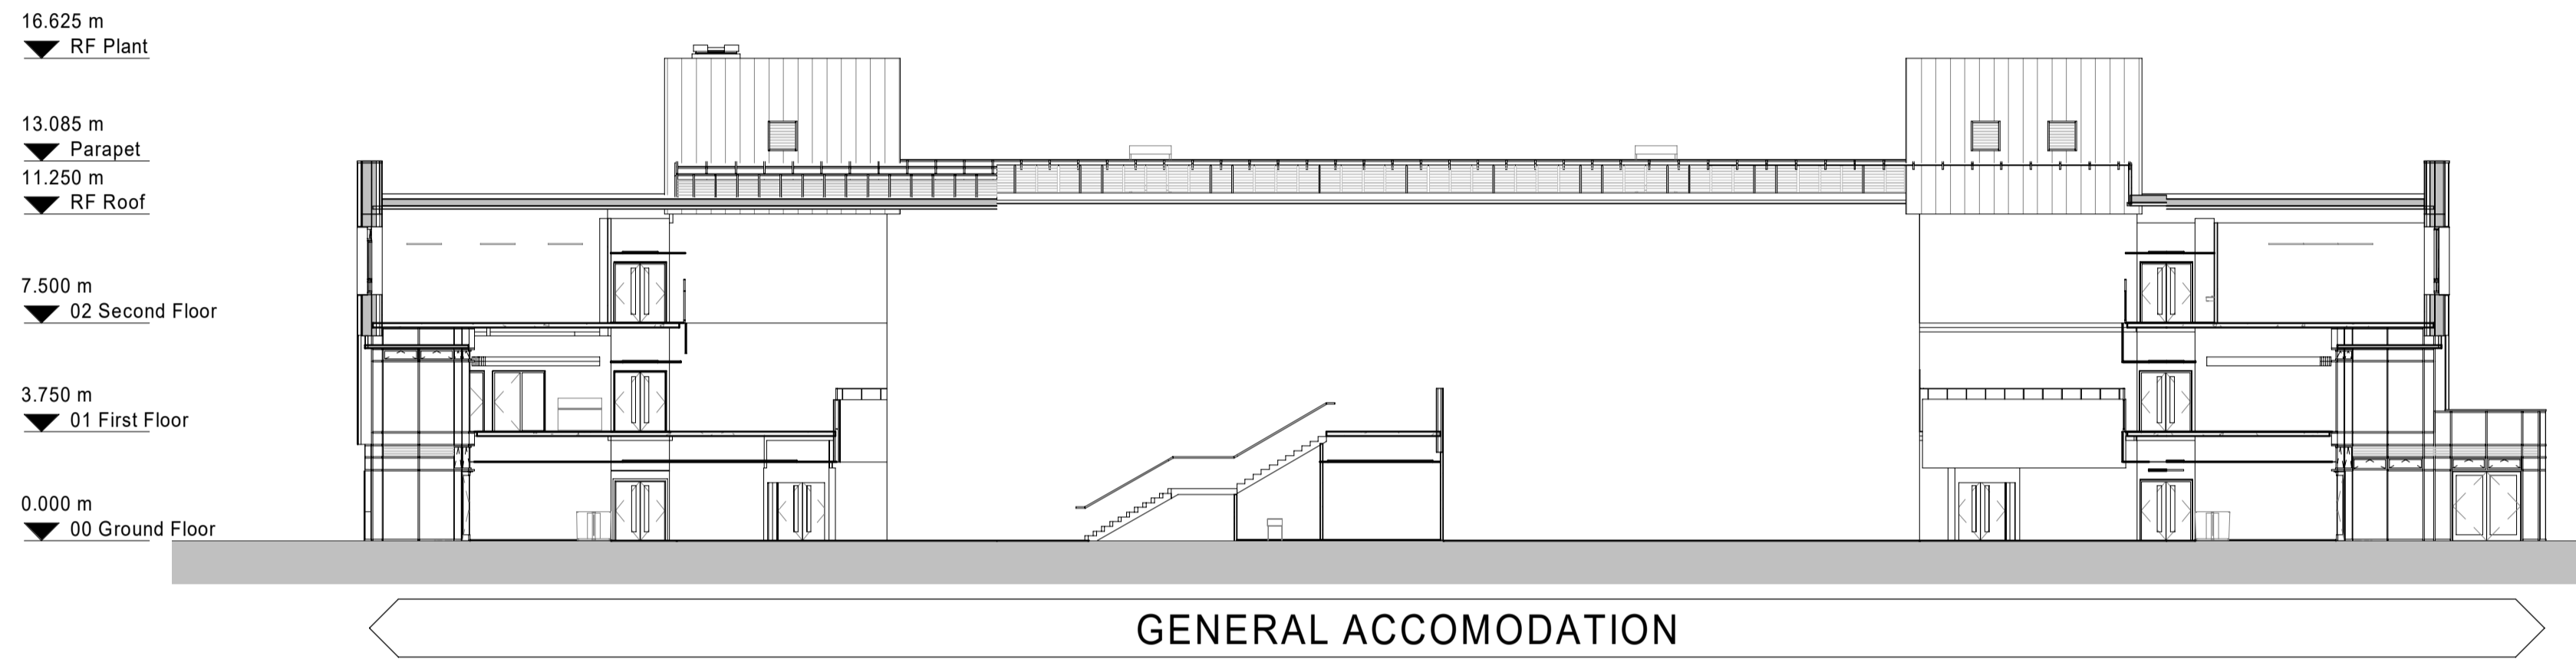 16.625 m
RF Plant
13.085 m
Parapet
11.250 m
RF Roof
7.500 m
02 Second Floor
3.750 m
01 First Floor
0.000 m
00 Ground Floor
GENERAL ACCOMODATION